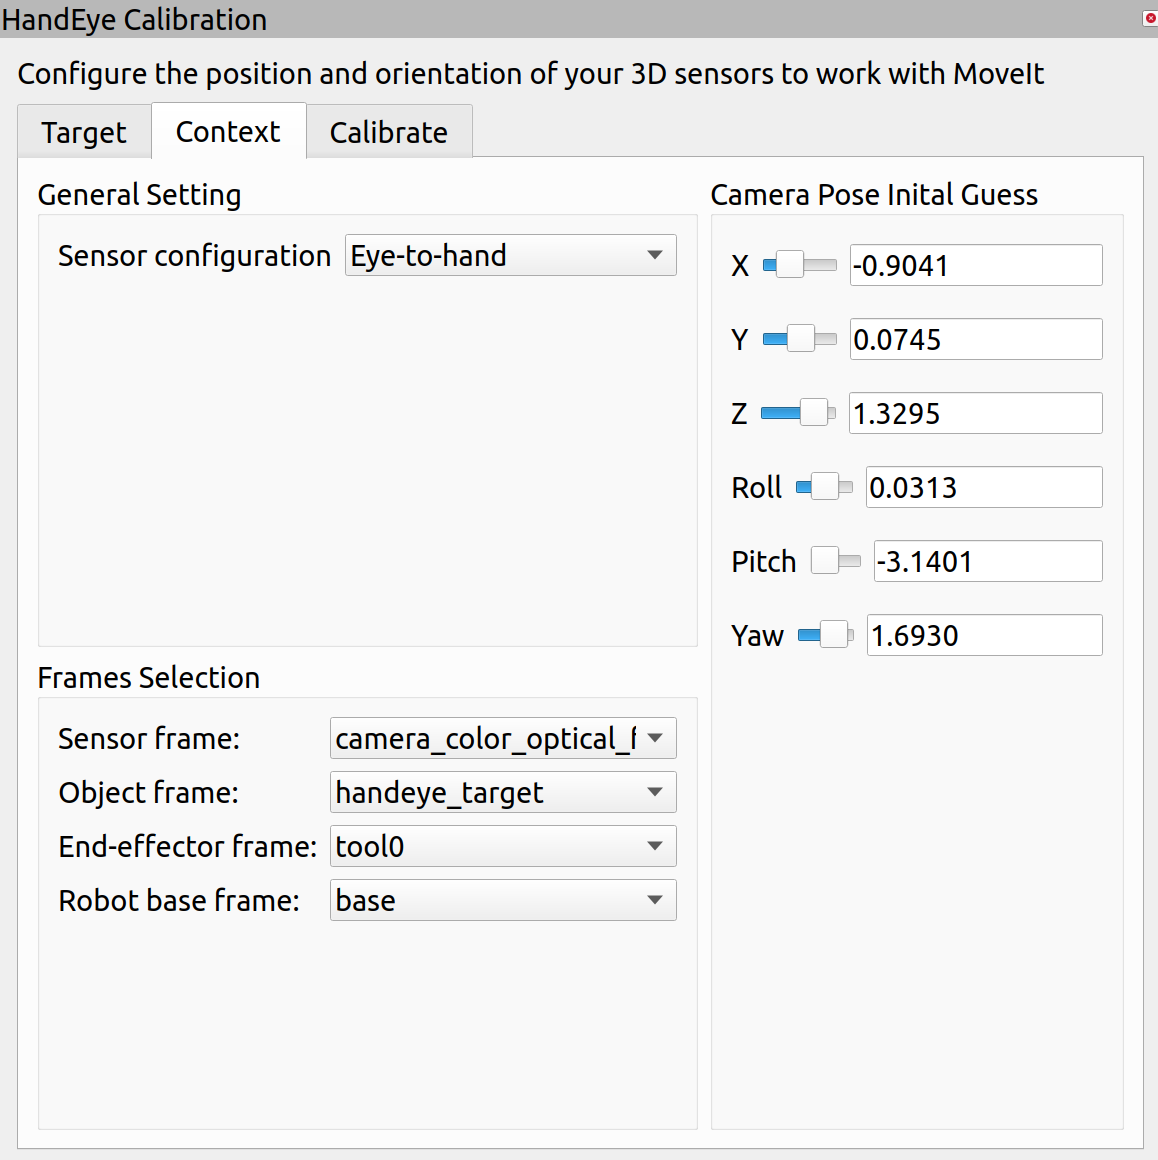 HandEye Calibration
Configure the position and orientation of your 3D sensors to work with MoveIt
Target Context Calibrate
General Setting
Sensor configuration Eye-to-hand
Frames Selection
Sensor frame: camera_color_optical_f
Object frame: handeye_target
End-effector frame: tool0
Robot base frame: base
Camera Pose Inital Guess
X -0.9041
Y 0.0745
Z 1.3295
Roll 0.0313
Pitch -3.1401
Yaw 1.6930